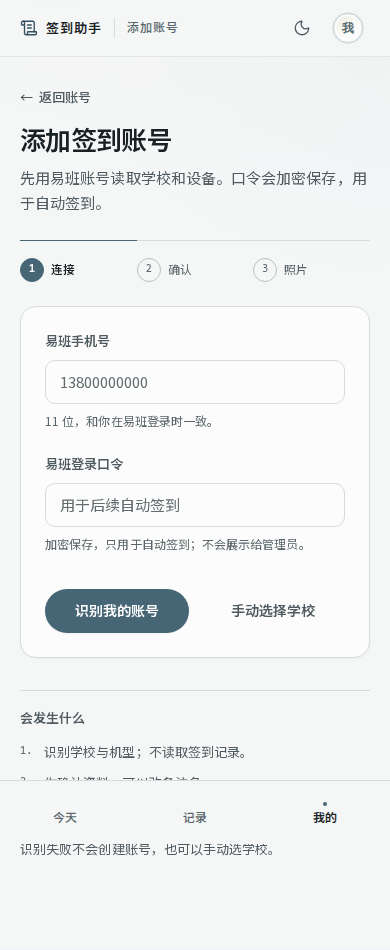 签到助手 添加账号 我
← 返回账号
添加签到账号
先用易班账号读取学校和设备。口令会加密保存，用
于自动签到。
1 连接 2 确认 3 照片
易班手机号
13800000000
11 位，和你在易班登录时一致。
易班登录口令
用于后续自动签到
加密保存，只用于自动签到；不会展示给管理员。
识别我的账号 手动选择学校
会发生什么
1. 识别学校与机型；不读取签到记录。
今天 记录 我的
识别失败不会创建账号，也可以手动选学校。